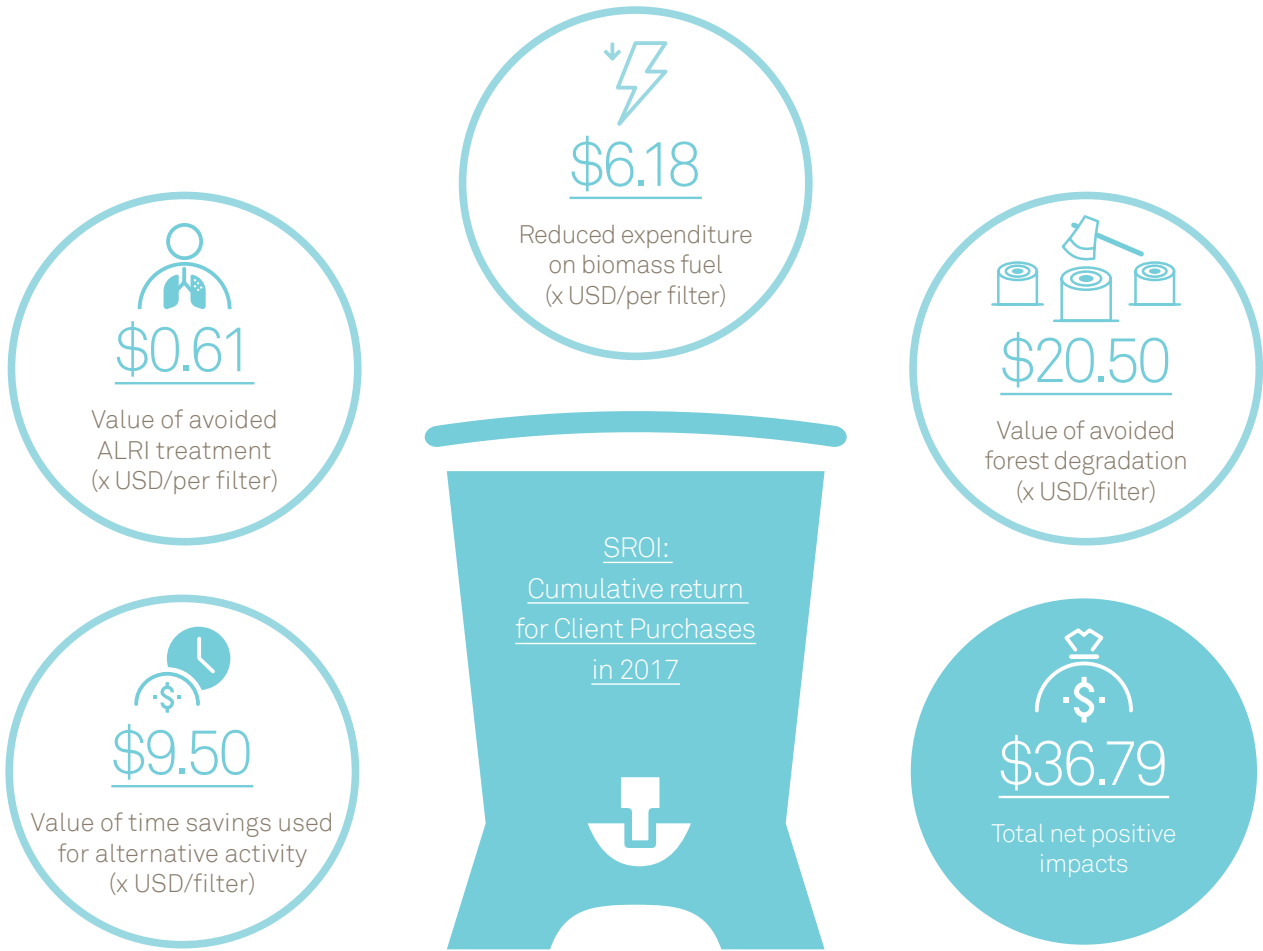 $6.18
Reduced expenditure
on biomass fuel
(x USD/per filter)
$0.61
Value of avoided
ALRI treatment
(x USD/per filter)
$20.50
Value of avoided
forest degradation
(x USD/filter)
SROI:
Cumulative return
for Client Purchases
in 2017
·$·
$9.50
Value of time savings used
for alternative activity
(x USD/filter)
·$·
$36.79
Total net positive
impacts